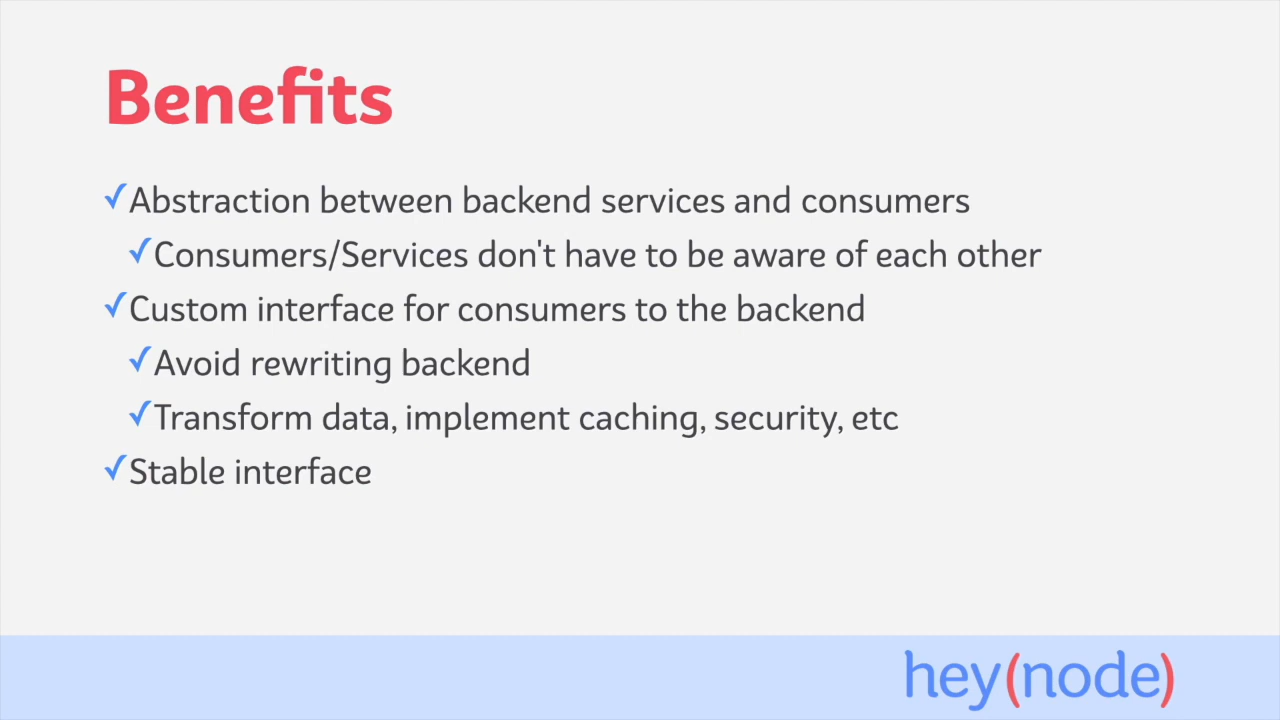 Benefits
✓Abstraction between backend services and consumers
✓Consumers/Services don't have to be aware of each other
✓Custom interface for consumers to the backend
✓Avoid rewriting backend
✓Transform data, implement caching, security, etc
✓Stable interface
hey(node)